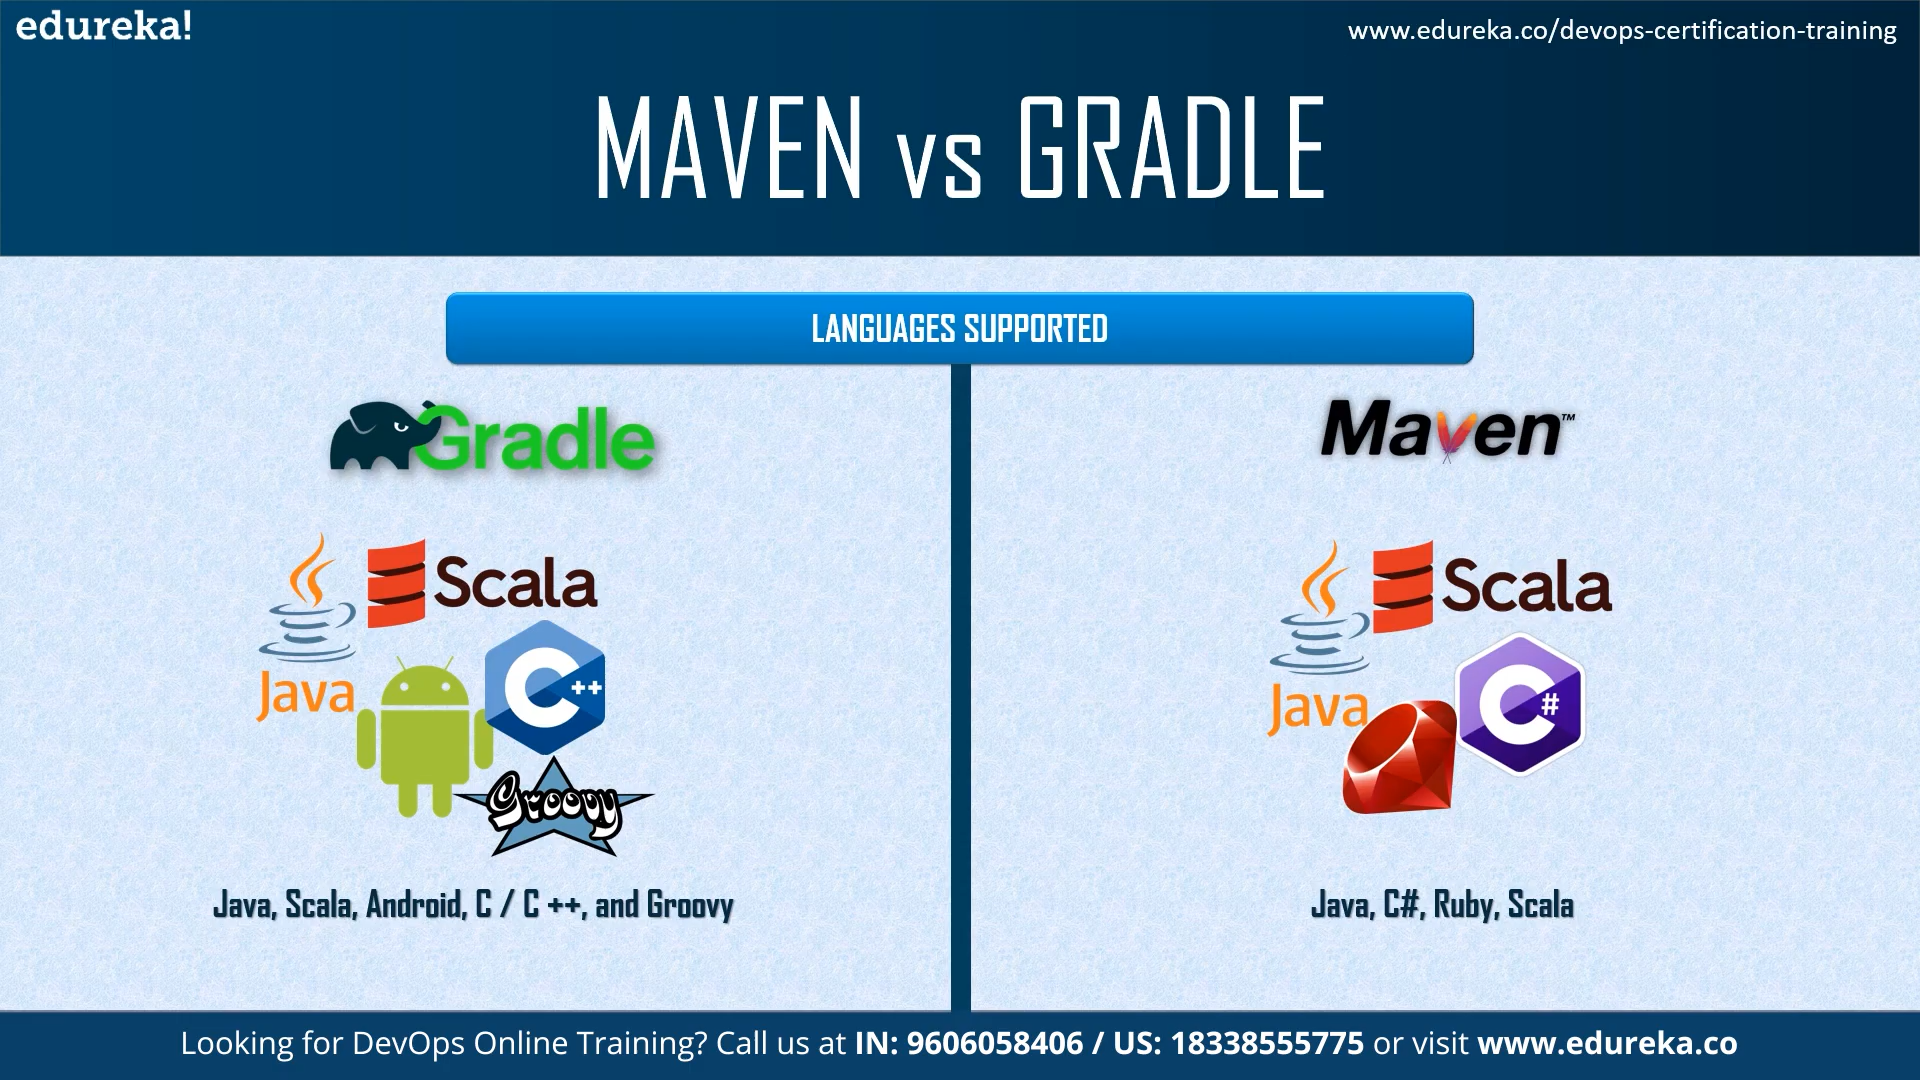 edureka!
www.edureka.co/devops-certification-training
MAVEN vs GRADLE
LANGUAGES SUPPORTED
Gradle
Scala
Java
C++
Groovy
Java, Scala, Android, C / C ++, and Groovy
Maven™
Scala
Java
C#
Java, C#, Ruby, Scala
Looking for DevOps Online Training? Call us at IN: 9606058406 / US: 18338555775 or visit www.edureka.co